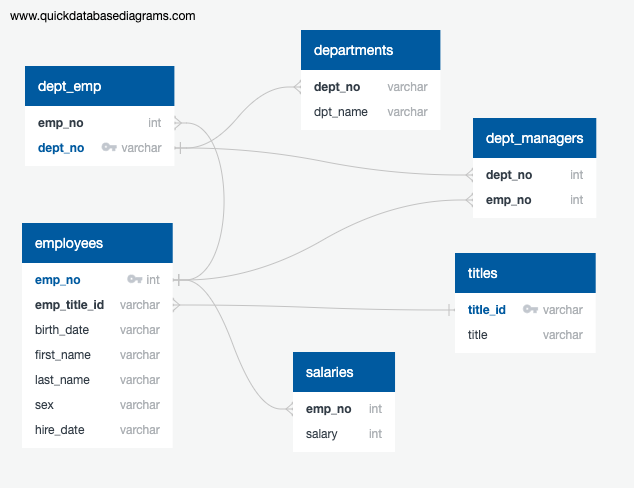 www.quickdatabasediagrams.com
departments
dept_no varchar
dpt_name varchar
dept_emp
emp_no int
dept_no varchar
dept_managers
dept_no int
emp_no int
employees
emp_no int
emp_title_id varchar
birth_date varchar
first_name varchar
last_name varchar
sex varchar
hire_date varchar
titles
title_id varchar
title varchar
salaries
emp_no int
salary int